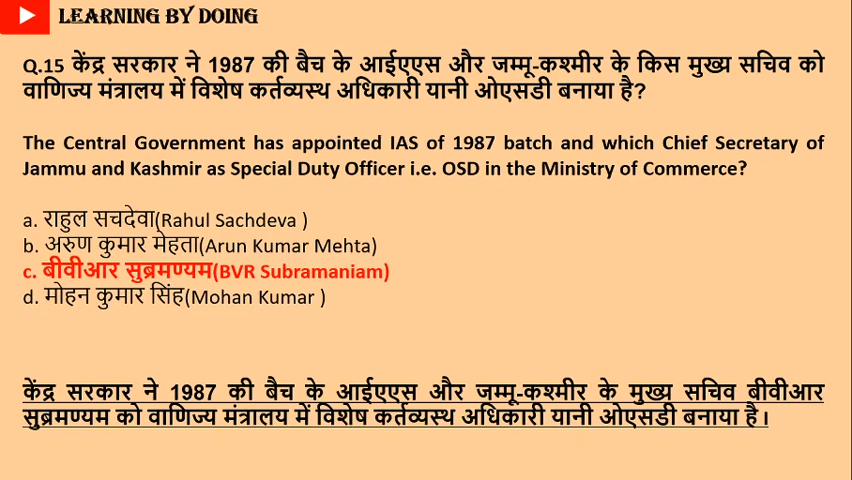 LEARNING BY DOING
Q.15 केंद्र सरकार ने 1987 की बैच के आईएएस और जम्मू-कश्मीर के किस मुख्य सचिव को
वाणिज्य मंत्रालय में विशेष कर्तव्यस्थ अधिकारी यानी ओएसडी बनाया है?
The Central Government has appointed IAS of 1987 batch and which Chief Secretary of
Jammu and Kashmir as Special Duty Officer i.e. OSD in the Ministry of Commerce?
a. राहुल सचदेवा(Rahul Sachdeva )
b. अरुण कुमार मेहता(Arun Kumar Mehta)
c. बीवीआर सुब्रमण्यम(BVR Subramaniam)
d. मोहन कुमार सिंह(Mohan Kumar )
केंद्र सरकार ने 1987 की बैच के आईएएस और जम्मू-कश्मीर के मुख्य सचिव बीवीआर
सुब्रमण्यम को वाणिज्य मंत्रालय में विशेष कर्तव्यस्थ अधिकारी यानी ओएसडी बनाया है।